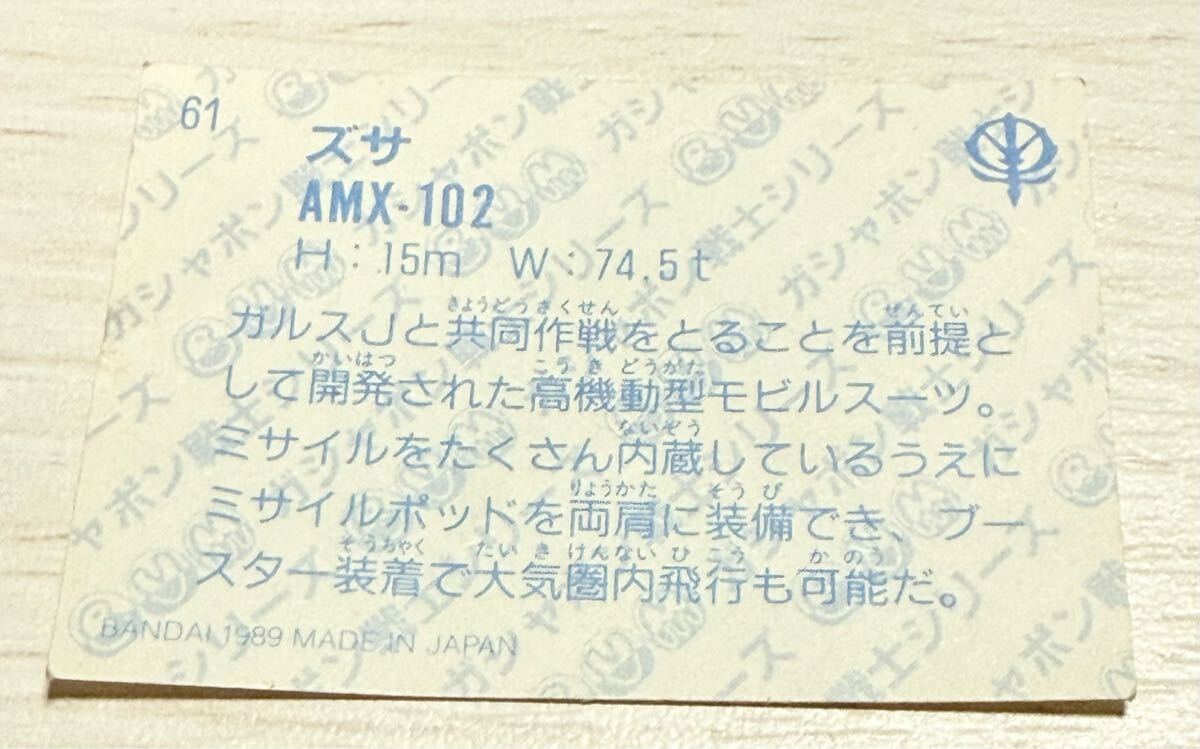 61
ズサ
AMX-102
H:15m W:74.5t
ガルスJと共同作戦をとることを前提と
して開発された高機動型モビルスーツ。
ミサイルをたくさん内蔵しているうえに
ミサイルポッドを両肩に装備でき、ブー
スター装着で大気圏内飛行も可能だ。
BANDAI 1989 MADE IN JAPAN